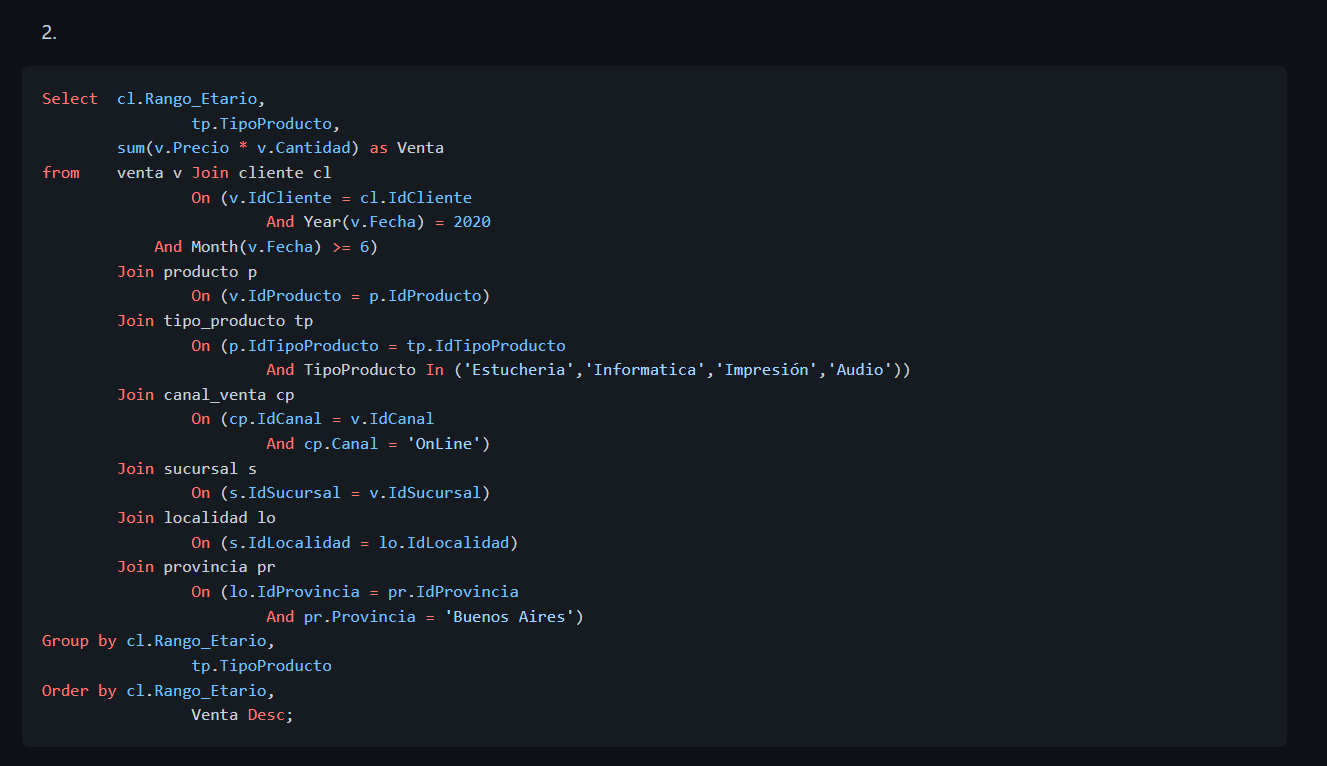 2.
Select  cl.Rango_Etario,
                tp.TipoProducto,
        sum(v.Precio * v.Cantidad) as Venta
from    venta v Join cliente cl
                On (v.IdCliente = cl.IdCliente
                        And Year(v.Fecha) = 2020
            And Month(v.Fecha) >= 6)
        Join producto p
                On (v.IdProducto = p.IdProducto)
        Join tipo_producto tp
                On (p.IdTipoProducto = tp.IdTipoProducto
                        And TipoProducto In ('Estucheria','Informatica','Impresión','Audio'))
        Join canal_venta cp
                On (cp.IdCanal = v.IdCanal
                        And cp.Canal = 'OnLine')
        Join sucursal s
                On (s.IdSucursal = v.IdSucursal)
        Join localidad lo
                On (s.IdLocalidad = lo.IdLocalidad)
        Join provincia pr
                On (lo.IdProvincia = pr.IdProvincia
                        And pr.Provincia = 'Buenos Aires')
Group by cl.Rango_Etario,
                tp.TipoProducto
Order by cl.Rango_Etario,
                Venta Desc;